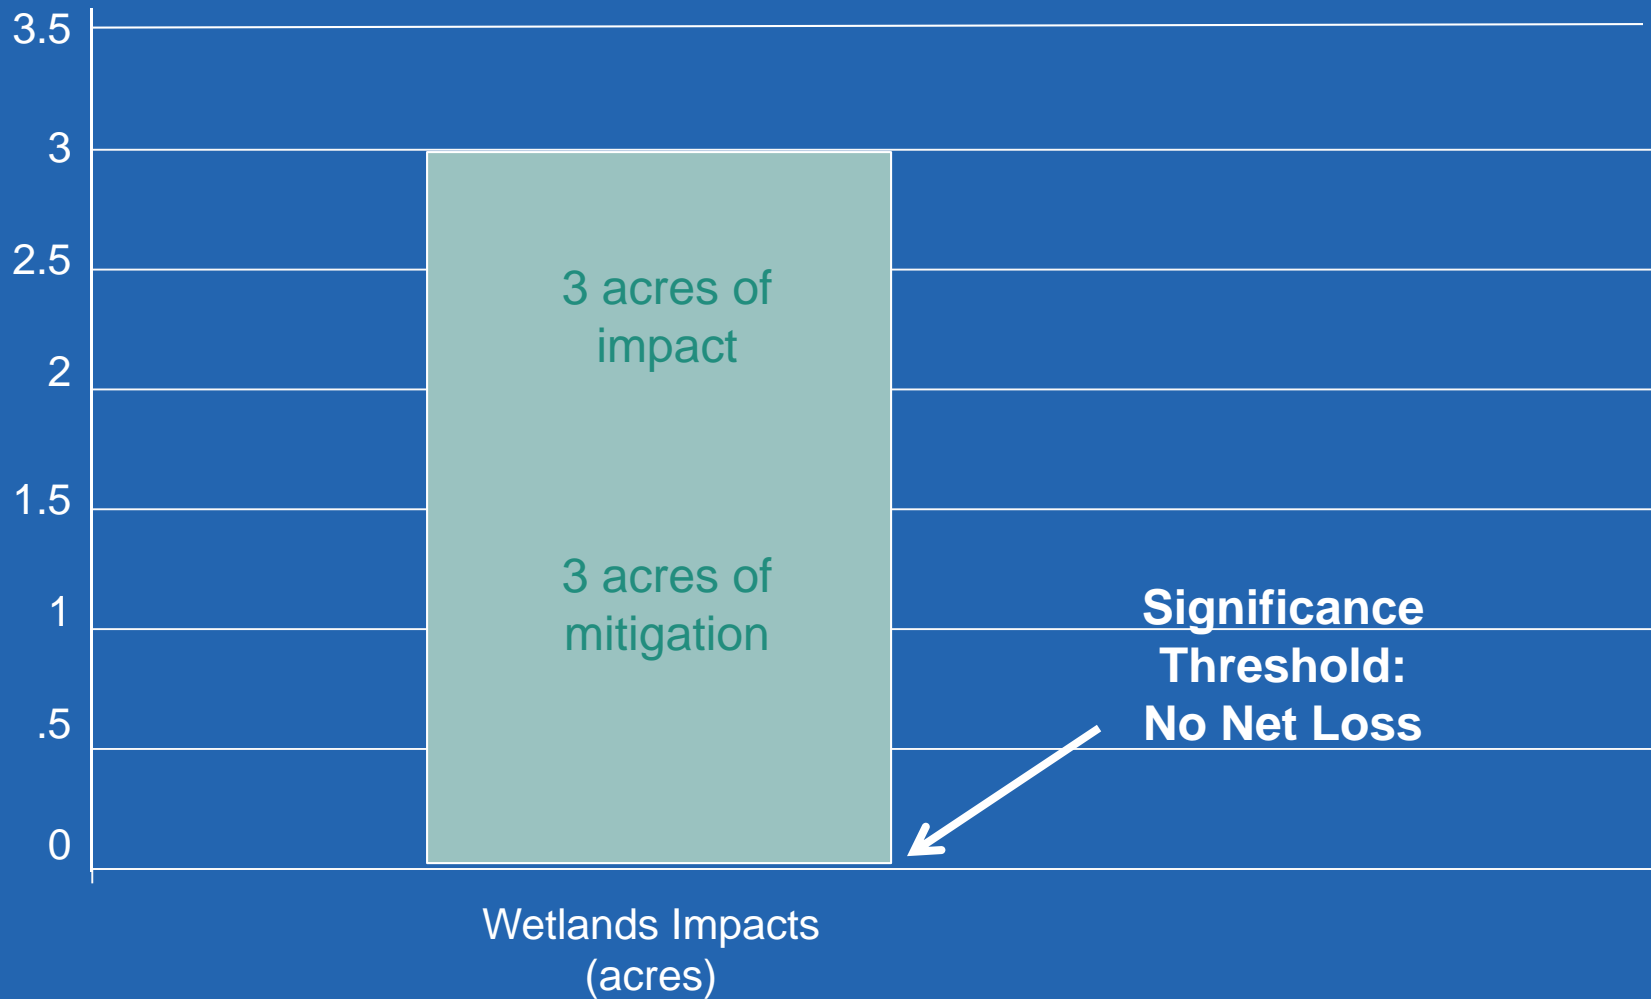 3.5
3
2.5
2
1.5
1
.5
0
3 acres of
impact
3 acres of
mitigation
Significance
Threshold:
No Net Loss
Wetlands Impacts
(acres)